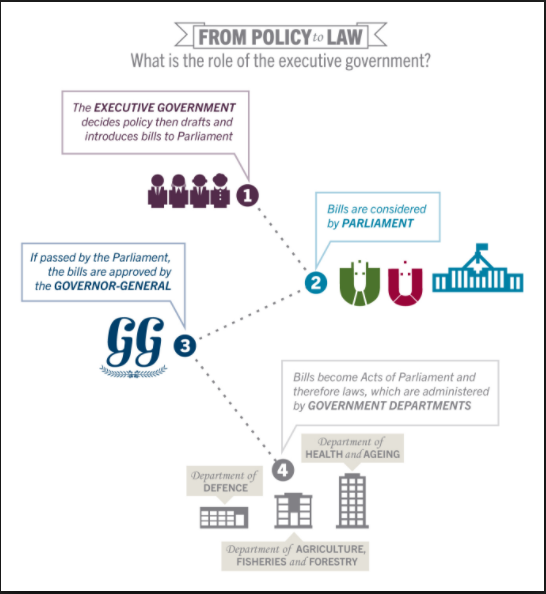 FROM POLICY to LAW
What is the role of the executive government?
The EXECUTIVE GOVERNMENT
decides policy then drafts and
introduces bills to Parliament
1
Bills are considered
by PARLIAMENT
2
If passed by the Parliament,
the bills are approved by
the GOVERNOR-GENERAL
GG
3
Bills become Acts of Parliament and
therefore laws, which are administered
by GOVERNMENT DEPARTMENTS
4
Department of
HEALTH and AGEING
Department of
DEFENCE
Department of AGRICULTURE,
FISHERIES and FORESTRY